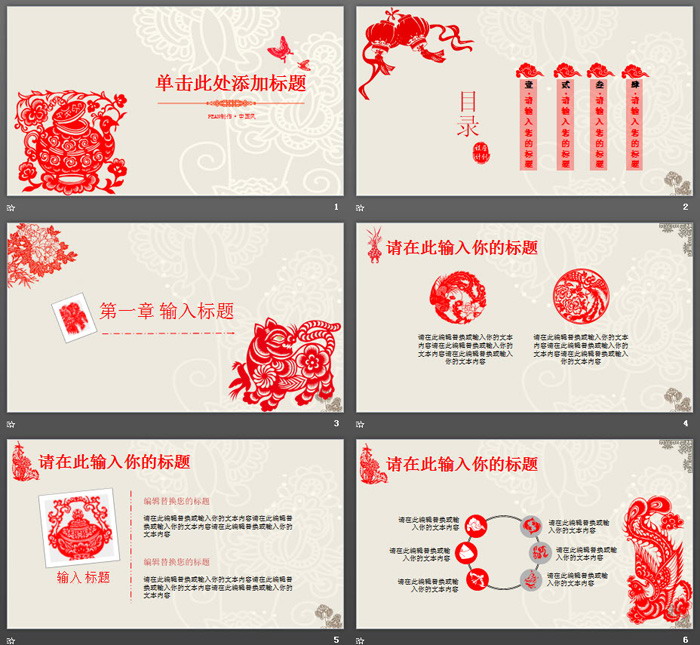 单击此处添加标题
1
目录
壹·请输入您的标题
贰·请输入您的标题
叁·请输入您的标题
肆·请输入您的标题
2
第一章 输入标题
3
请在此输入你的标题
请在此编辑替换或输入你的文本
内容请在此编辑替换或输入你的
文本内容请在此编辑替换或输入
你的文本内容
请在此编辑替换或输入你的文本
内容请在此编辑替换或输入你的
文本内容请在此编辑替换或输入
你的文本内容
4
请在此输入你的标题
输入标题
编辑替换您的标题
请在此编辑替换或输入你的文本内容请在此编辑替
换或输入你的文本内容请在此编辑替换或输入你的
文本内容
编辑替换您的标题
请在此编辑替换或输入你的文本内容请在此编辑替
换或输入你的文本内容请在此编辑替换或输入你的
文本内容
5
请在此输入你的标题
请在此编辑替换或输
入你的文本内容
请在此编辑替换或输
入你的文本内容
请在此编辑替换或输
入你的文本内容
请在此编辑替换或输
入你的文本内容
请在此编辑替换或输
入你的文本内容
请在此编辑替换或输
入你的文本内容
6